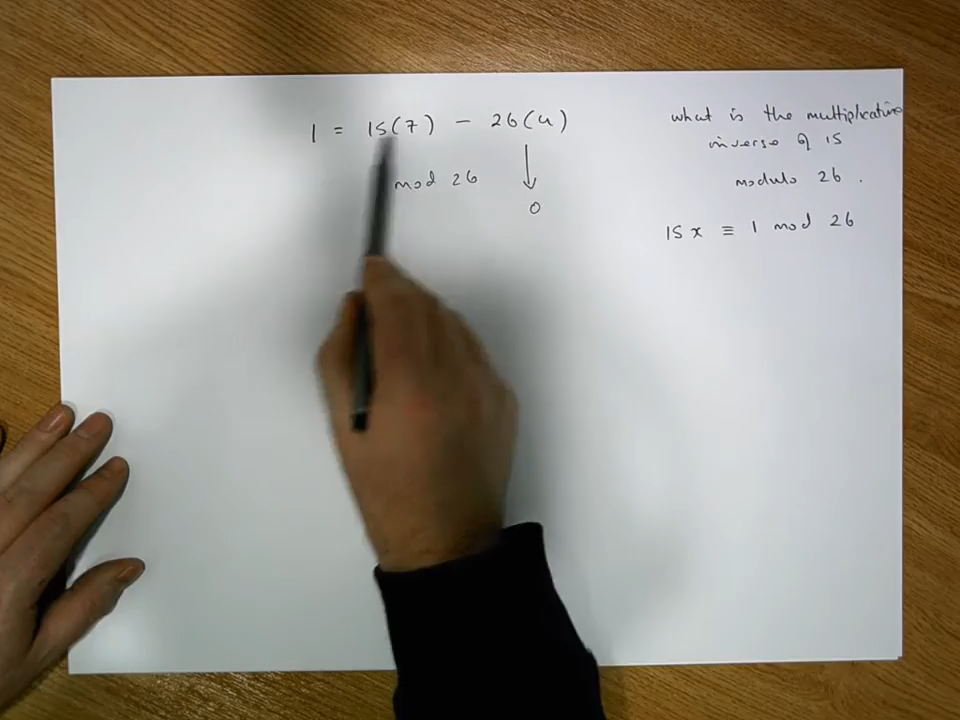 1 = 15(7) - 26(4)
mod 26
↓
0
what is the multiplicative
inverse of 15
modulo 26.
15x ≡ 1 mod 26